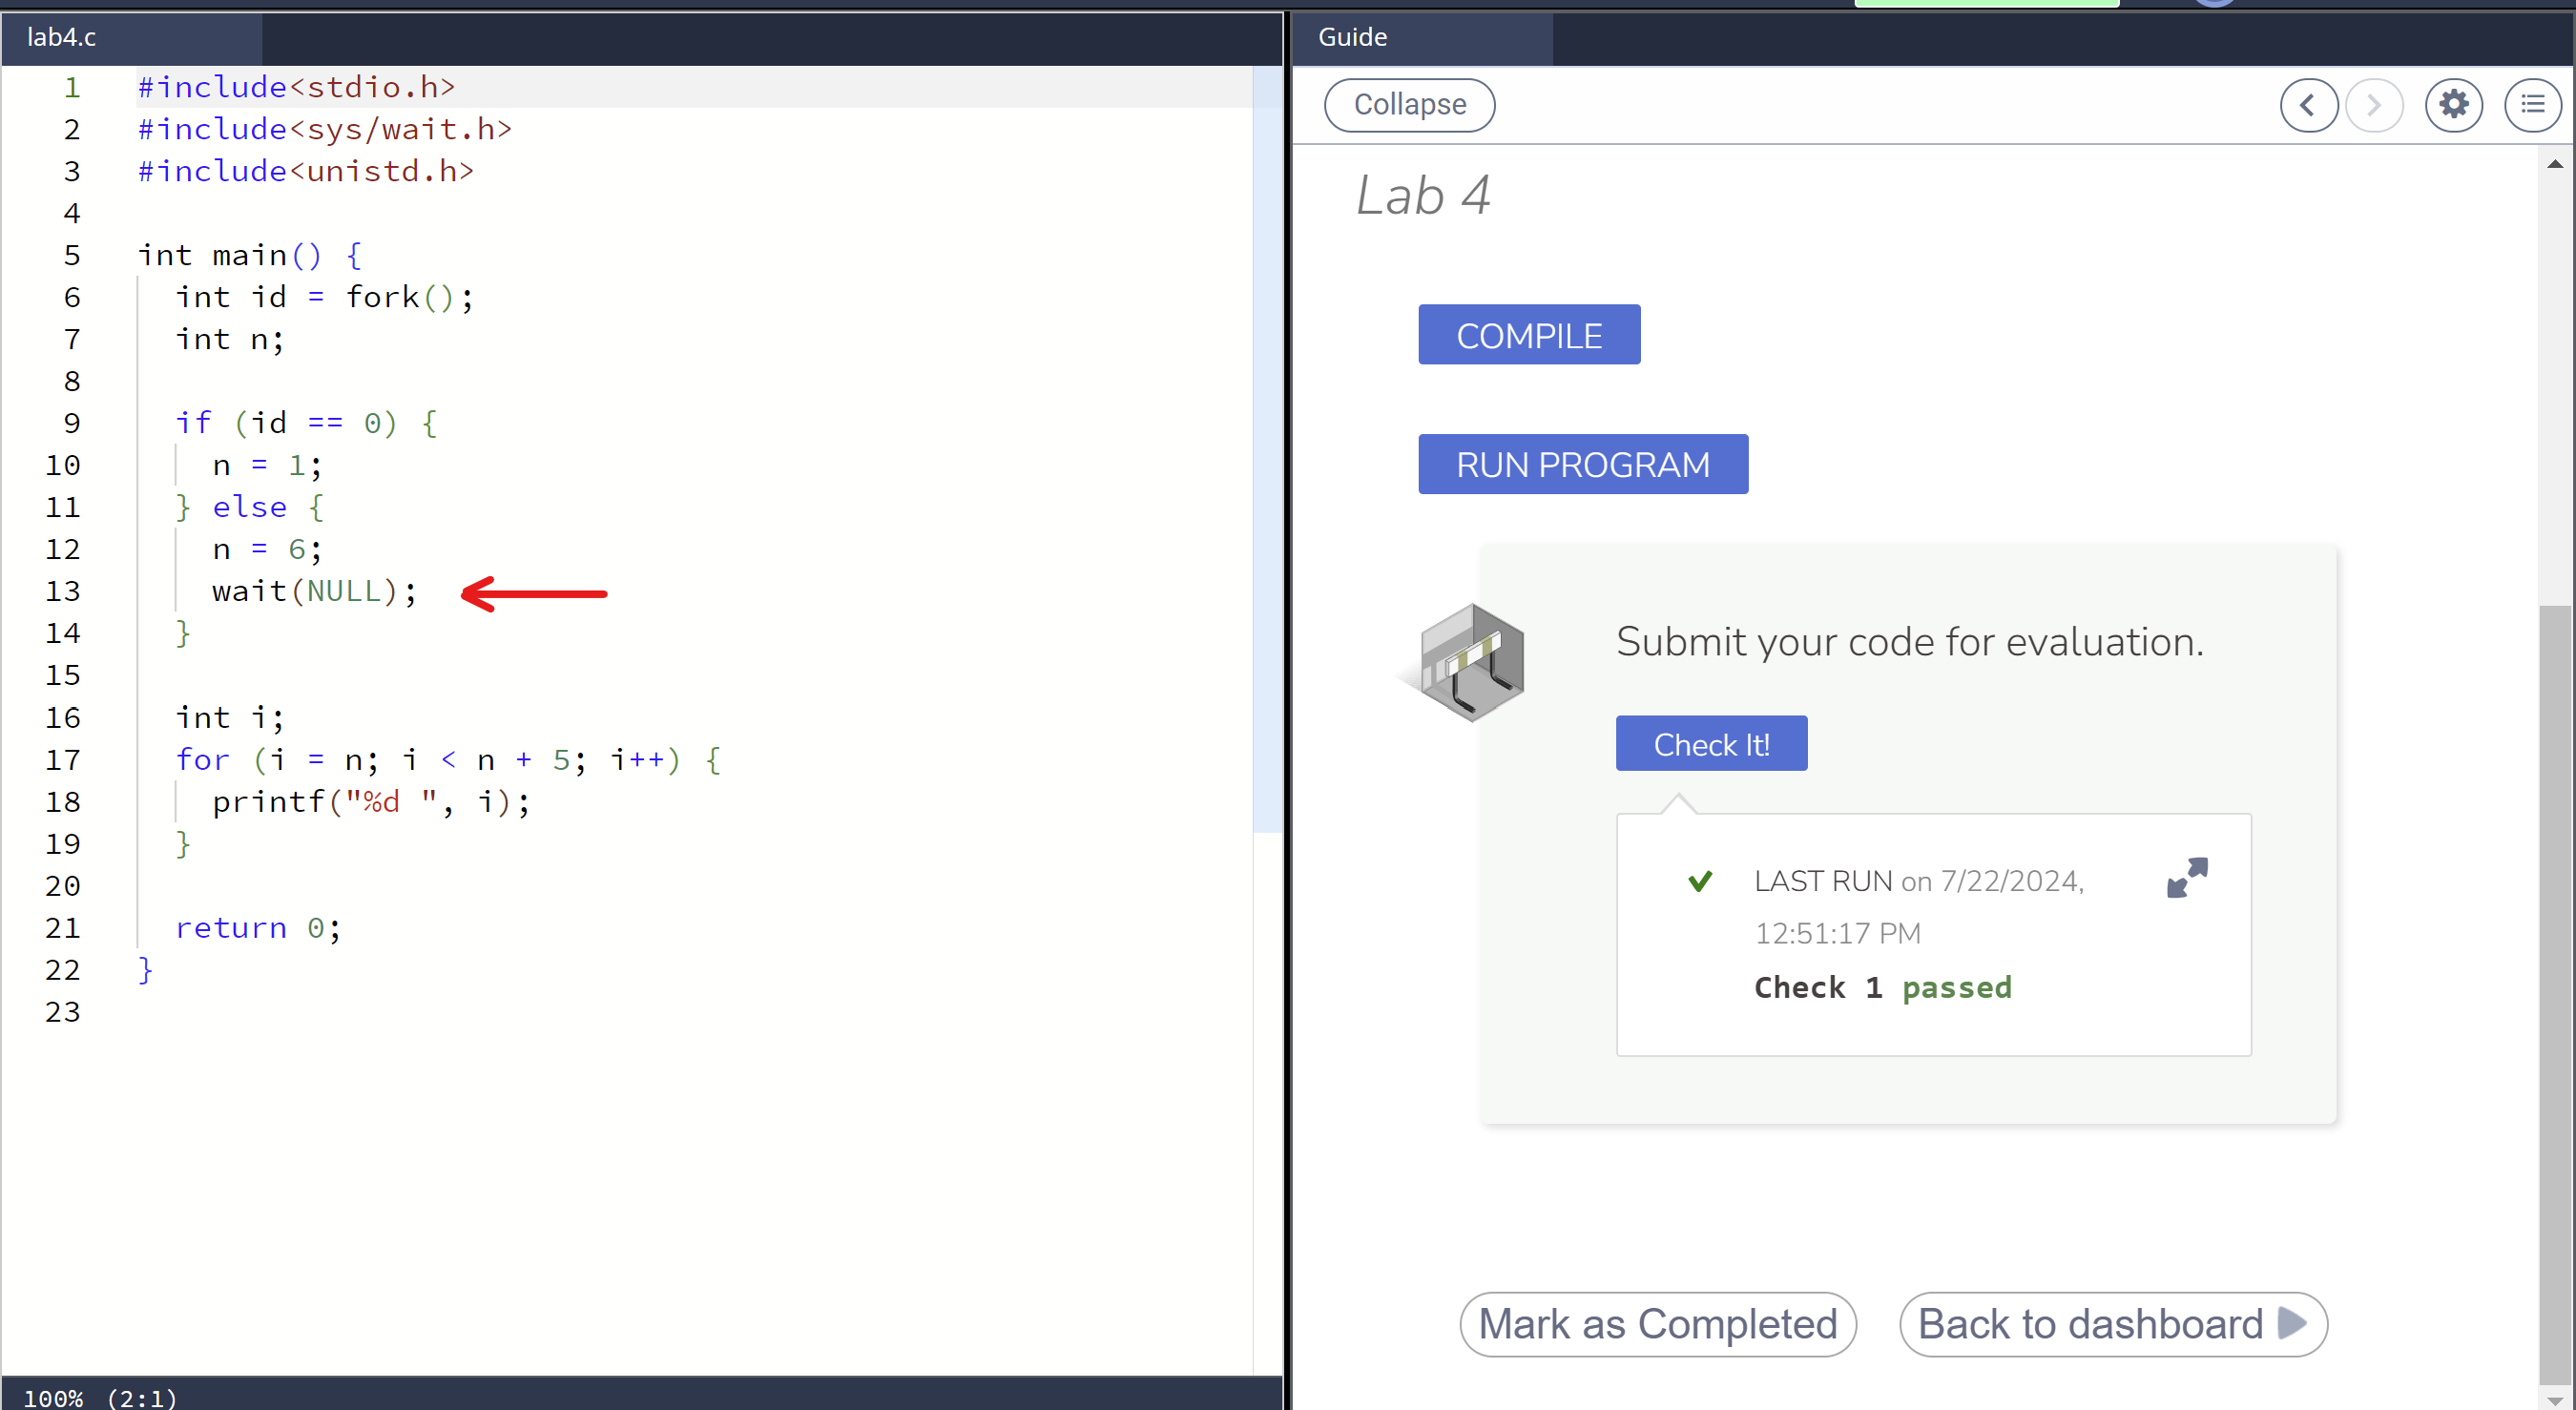 lab4.c
1 #include<stdio.h>
2 #include<sys/wait.h>
3 #include<unistd.h>
4
5 int main() {
6 int id = fork();
7 int n;
8
9 if (id == 0) {
10 n = 1;
11 } else {
12 n = 6;
13 wait(NULL);
14 }
15
16 int i;
17 for (i = n; i < n + 5; i++) {
18 printf("%d ", i);
19 }
20
21 return 0;
22 }
23
100% (2:1)
Guide
Collapse
Lab 4
COMPILE
RUN PROGRAM
Submit your code for evaluation.
Check It!
LAST RUN on 7/22/2024,
12:51:17 PM
Check 1 passed
Mark as Completed
Back to dashboard